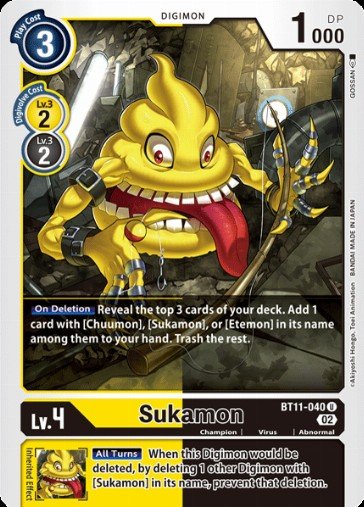 Play Cost
3
DIGIMON
DP
1000
Digivolve Cost
Lv.3
2
Lv.3
2
GOSSAN
©Akiyoshi Hongo, Toei Animation BANDAI MADE IN JAPAN
On Deletion Reveal the top 3 cards of your deck. Add 1
card with [Chuumon], [Sukamon], or [Etemon] in its name
among them to your hand. Trash the rest.
BT11-040 U
02
Lv.4
Sukamon
Champion Virus Abnormal
Inherited Effect
All Turns When this Digimon would be
deleted, by deleting 1 other Digimon with
[Sukamon] in its name, prevent that deletion.